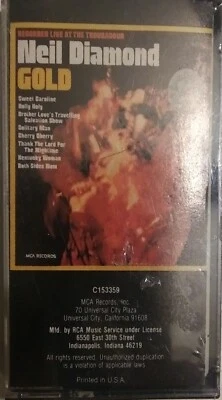 RECORDED LIVE AT THE TROUBADOUR
Neil Diamond
GOLD
Sweet Caroline
Holly Holy
Brother Love's Travelling
Salvation Show
Solitary Man
Cherry Cherry
Thank The Lord For
The Nighttime
Kentucky Woman
Both Sides Now
MCA RECORDS
C153359
MCA Records, Inc.
70 Universal City Plaza
Universal City, California 91608
Mfd. by RCA Music Service under License
6550 East 30th Street
Indianapolis, Indiana 46219
All rights reserved. Unauthorized duplication
is a violation of applicable laws.
Printed in U.S.A.